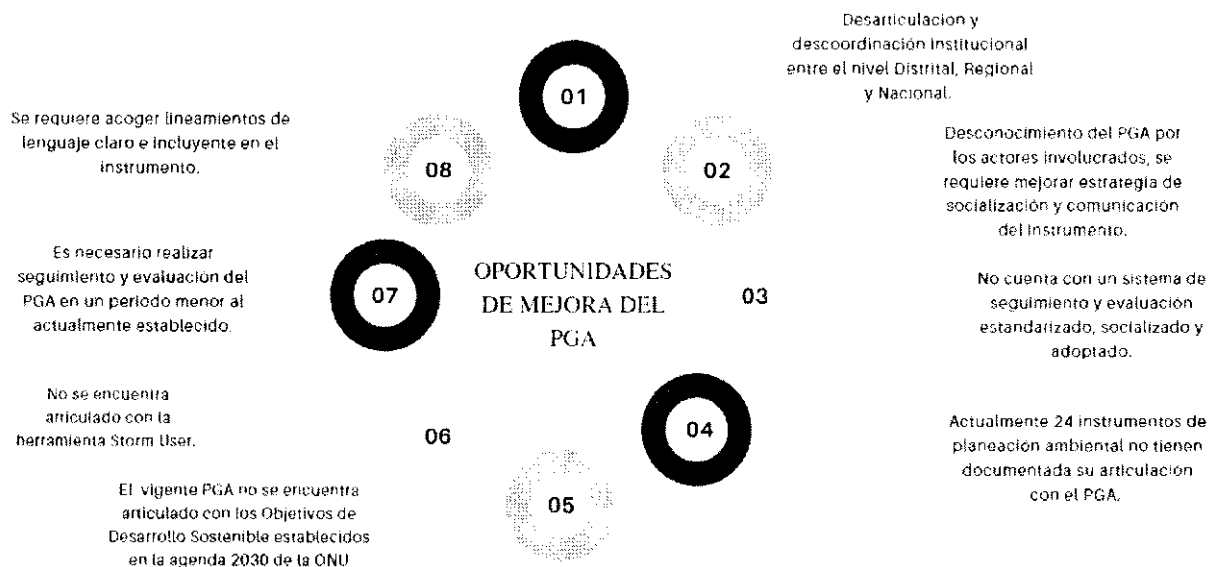 01
Desarticulacion y
descoordinación institucional
entre el nivel Distrital, Regional
y Nacional.
02
Desconocimiento del PGA por
los actores involucrados, se
requiere mejorar estrategia de
socialización y comunicación
del instrumento.
OPORTUNIDADES
DE MEJORA DEL
PGA
03
No cuenta con un sistema de
seguimiento y evaluación
estandarizado, socializado y
adoptado.
04
Actualmente 24 instrumentos de
planeación ambiental no tienen
documentada su articulación
con el PGA.
05
El vigente PGA no se encuentra
articulado con los Objetivos de
Desarrollo Sostenible establecidos
en la agenda 2030 de la ONU
06
No se encuentra
articulado con la
herramienta Storm User.
07
Es necesario realizar
seguimiento y evaluación del
PGA en un periodo menor al
actualmente establecido.
08
Se requiere acoger lineamientos de
lenguaje claro e incluyente en el
instrumento.